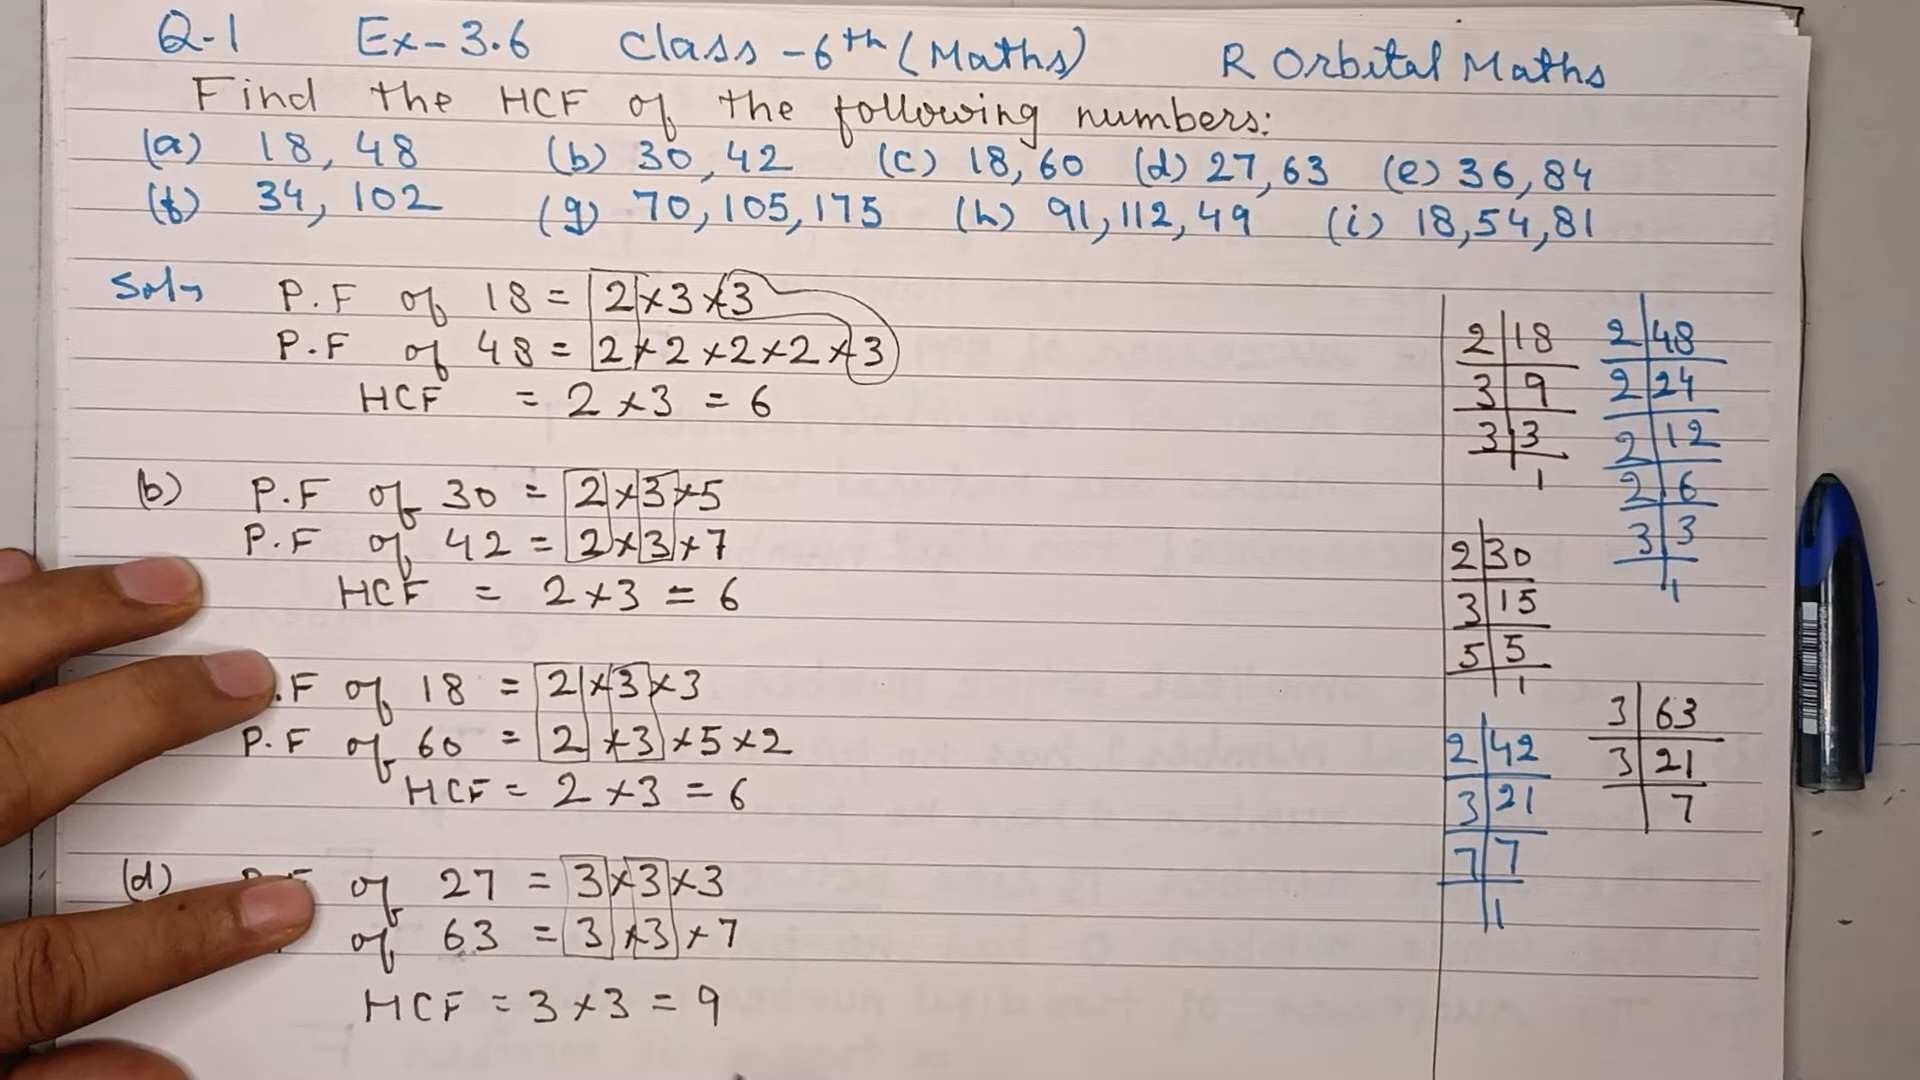 Q-1 Ex-3.6 Class-6th (Maths) R Orbital Maths
Find the HCF of the following numbers:
(a) 18, 48 (b) 30, 42 (c) 18, 60 (d) 27, 63 (e) 36, 84
(f) 34, 102 (g) 70, 105, 175 (h) 91, 112, 49 (i) 18, 54, 81
Soln P.F of 18 = 2×3×3
P.F of 48 = 2×2×2×2×3
HCF = 2×3 = 6
(b) P.F of 30 = 2×3×5
P.F of 42 = 2×3×7
HCF = 2×3 = 6
.F of 18 = 2×3×3
P.F of 60 = 2×3×5×2
HCF = 2×3 = 6
(d) of 27 = 3×3×3
of 63 = 3×3×7
HCF = 3×3 = 9
2 18
3 9
3 3
1
2 48
2 24
2 12
2 6
3 3
1
2 30
3 15
5 5
1
2 42
3 21
7 7
1
3 63
3 21
7